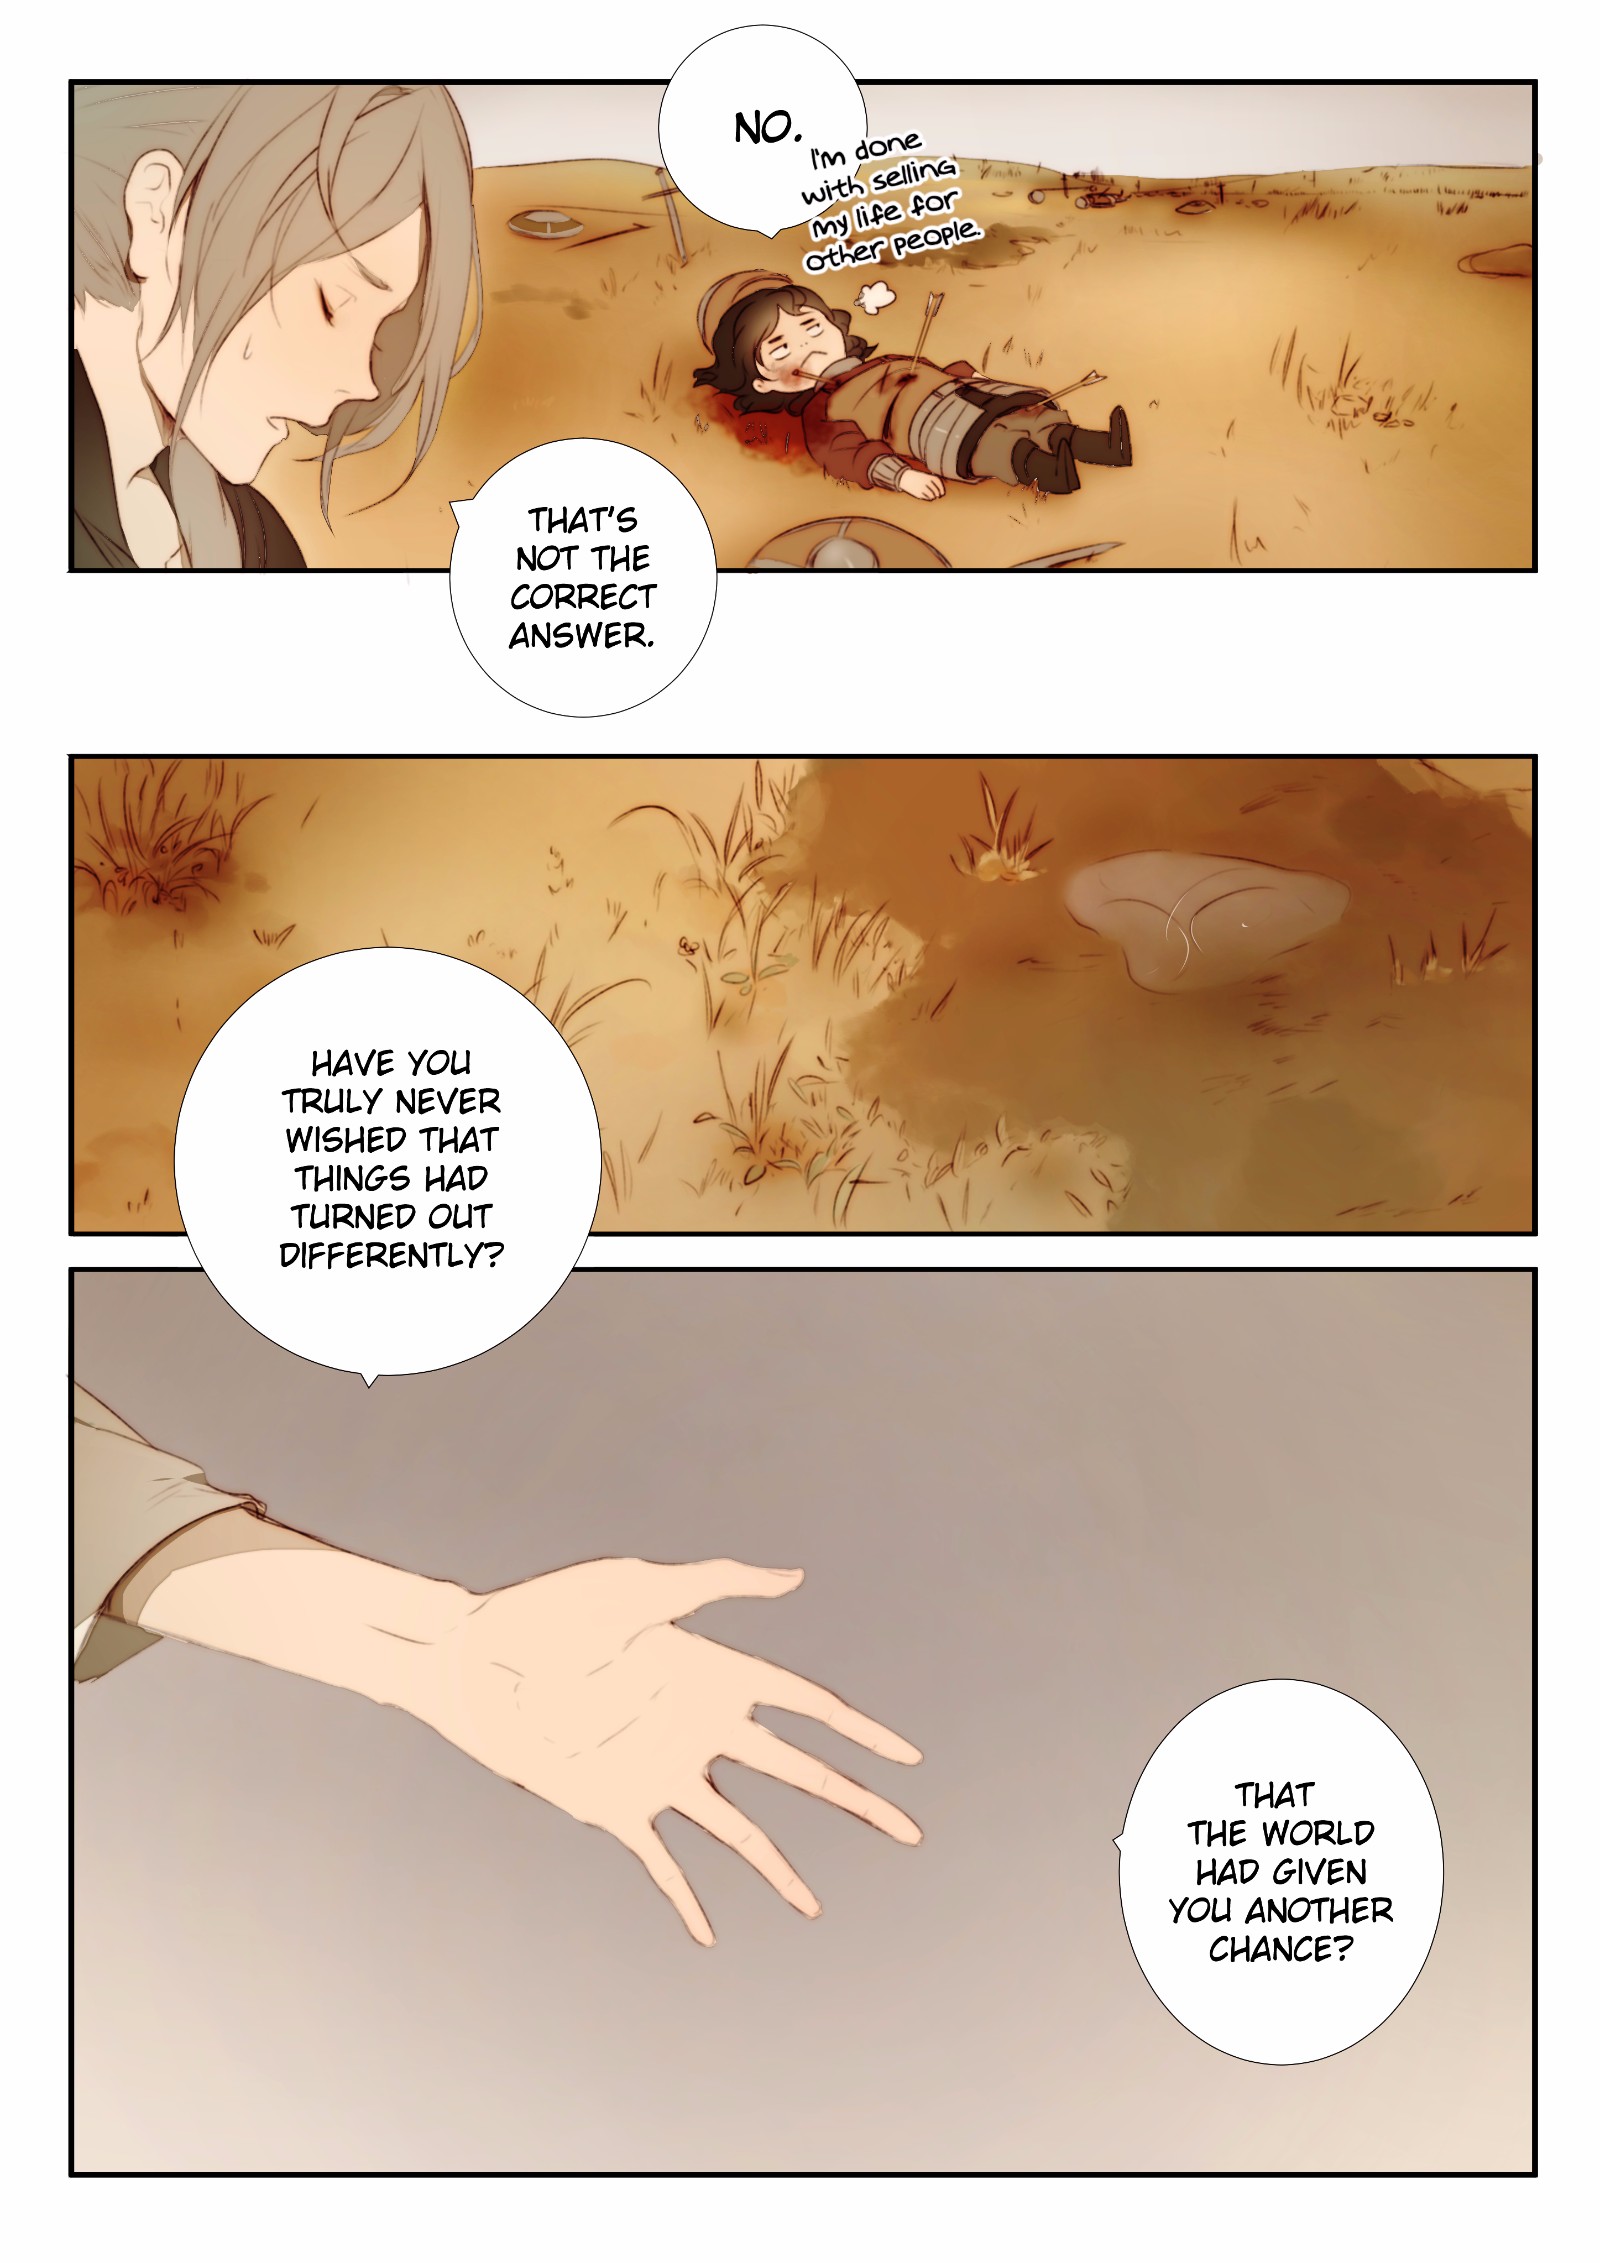 NO.
I'm done
with selling
my life for
other people.
THAT'S
NOT THE
CORRECT
ANSWER.
HAVE YOU
TRULY NEVER
WISHED THAT
THINGS HAD
TURNED OUT
DIFFERENTLY?
THAT
THE WORLD
HAD GIVEN
YOU ANOTHER
CHANCE?